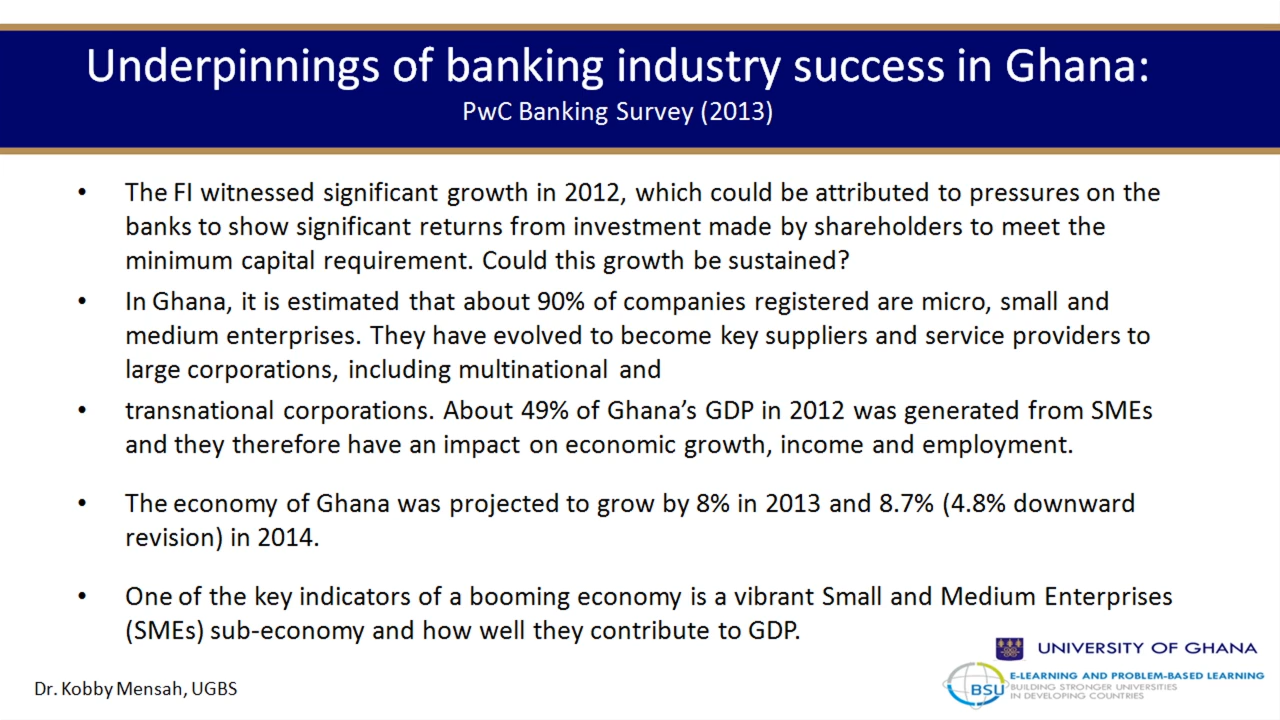 Underpinnings of banking industry success in Ghana:
PwC Banking Survey (2013)
• The FI witnessed significant growth in 2012, which could be attributed to pressures on the
banks to show significant returns from investment made by shareholders to meet the
minimum capital requirement. Could this growth be sustained?
• In Ghana, it is estimated that about 90% of companies registered are micro, small and
medium enterprises. They have evolved to become key suppliers and service providers to
large corporations, including multinational and
• transnational corporations. About 49% of Ghana’s GDP in 2012 was generated from SMEs
and they therefore have an impact on economic growth, income and employment.
• The economy of Ghana was projected to grow by 8% in 2013 and 8.7% (4.8% downward
revision) in 2014.
• One of the key indicators of a booming economy is a vibrant Small and Medium Enterprises
(SMEs) sub-economy and how well they contribute to GDP.
UNIVERSITY OF GHANA
BSU
E-LEARNING AND PROBLEM-BASED LEARNING
BUILDING STRONGER UNIVERSITIES
IN DEVELOPING COUNTRIES
Dr. Kobby Mensah, UGBS